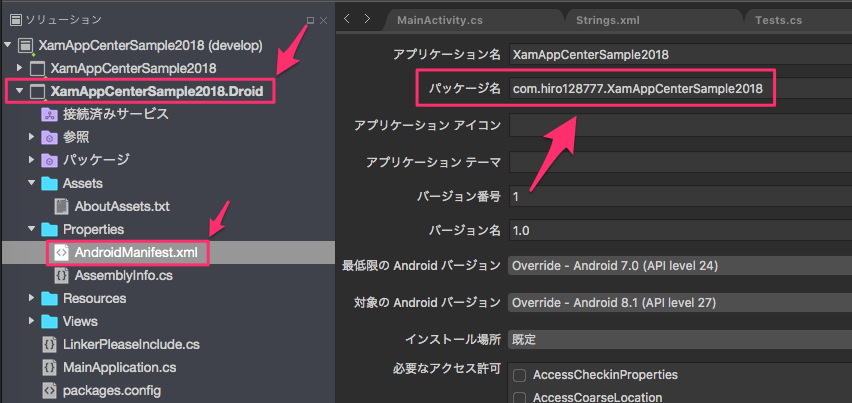 ソリューション
XamAppCenterSample2018 (develop)
XamAppCenterSample2018
XamAppCenterSample2018.Droid
接続済みサービス
参照
パッケージ
Assets
AboutAssets.txt
Properties
AndroidManifest.xml
AssemblyInfo.cs
Resources
Views
LinkerPleaseInclude.cs
MainApplication.cs
packages.config
MainActivity.cs
Strings.xml
Tests.cs
アプリケーション名 XamAppCenterSample2018
パッケージ名 com.hiro128777.XamAppCenterSample2018
アプリケーション アイコン
アプリケーション テーマ
バージョン番号 1
バージョン名 1.0
最低限の Android バージョン Override - Android 7.0 (API level 24)
対象の Android バージョン Override - Android 8.1 (API level 27)
インストール場所 既定
必要なアクセス許可 AccessCheckinProperties
AccessCoarseLocation